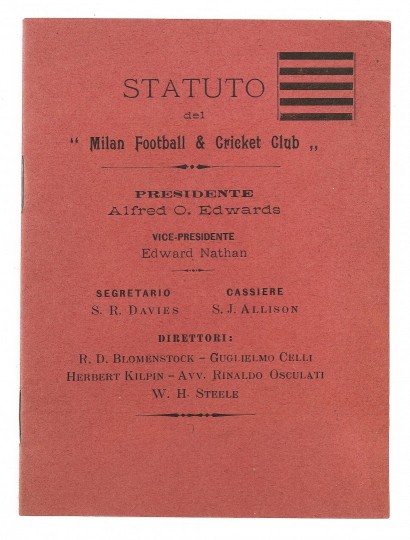 STATUTO
del
" Milan Football & Cricket Club „
PRESIDENTE
Alfred O. Edwards
VICE-PRESIDENTE
Edward Nathan
SEGRETARIO CASSIERE
S. R. DAVIES S. J. ALLISON
DIRETTORI:
R. D. BLOMENSTOCK – GUGLIELMO CELLI
HERBERT KILPIN – AVV. RINALDO OSCULATI
W. H. STEELE